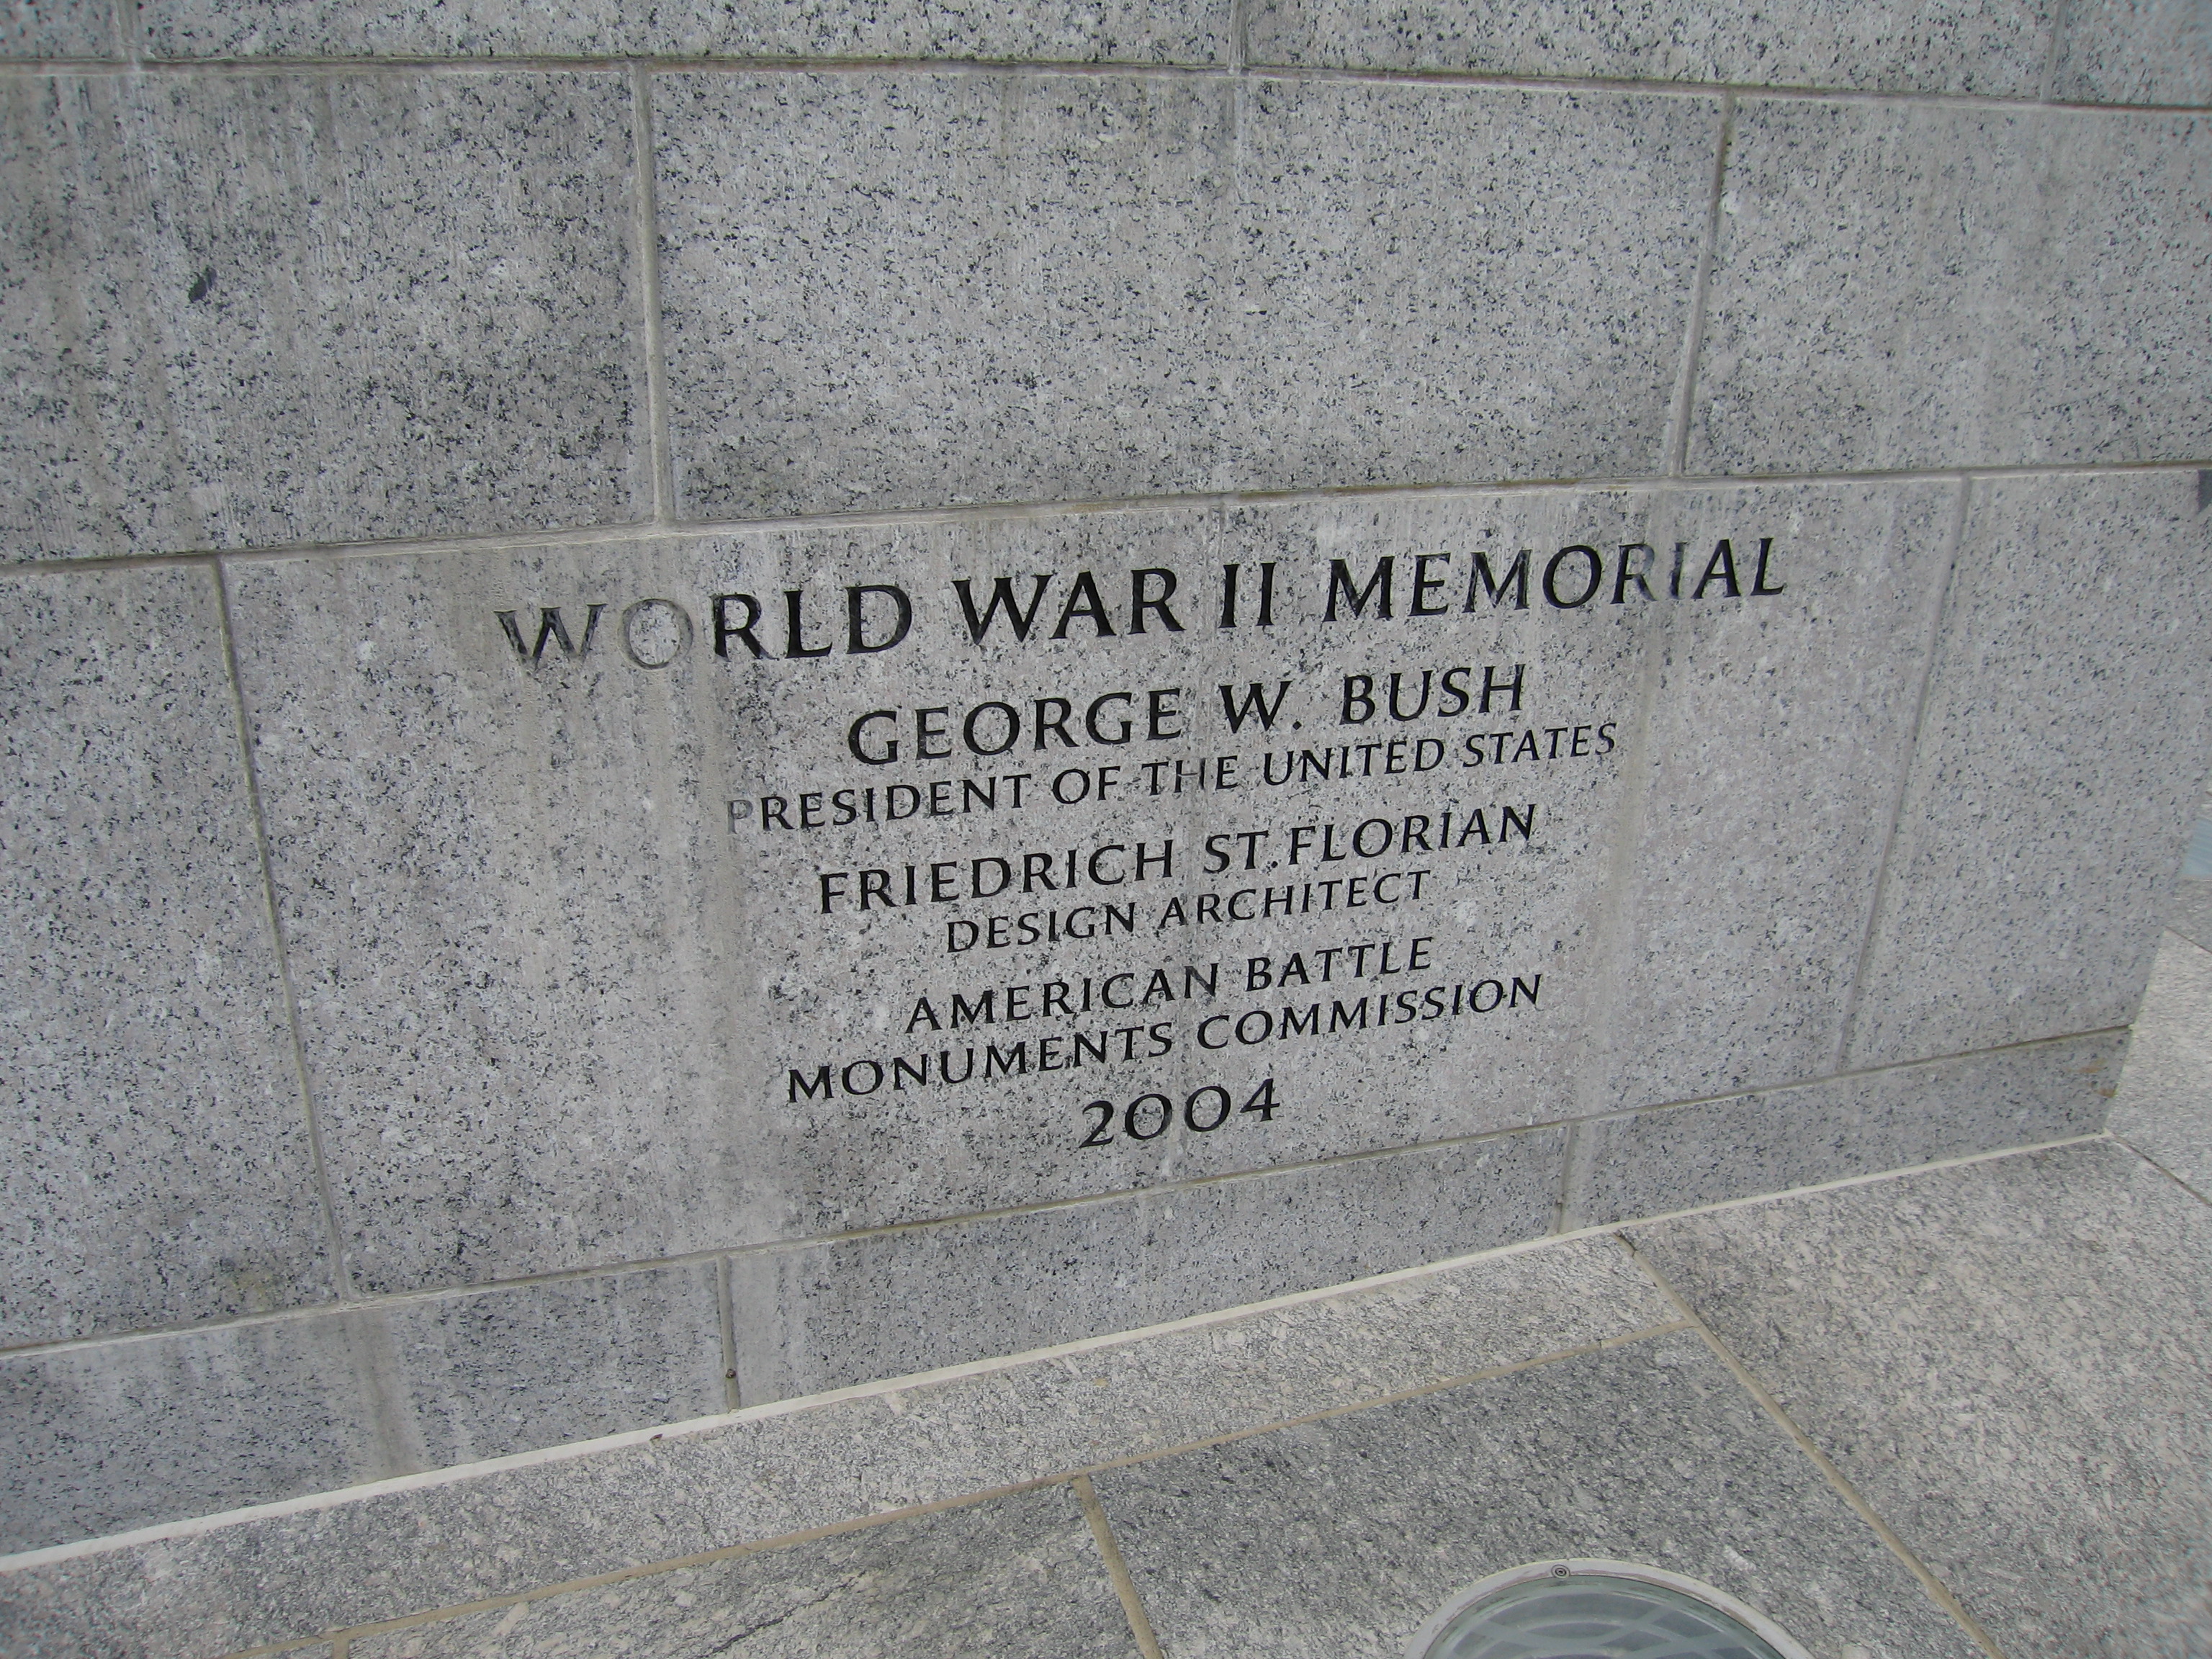 WORLD WAR II MEMORIAL
GEORGE W. BUSH
PRESIDENT OF THE UNITED STATES
FRIEDRICH ST.FLORIAN
DESIGN ARCHITECT
AMERICAN BATTLE
MONUMENTS COMMISSION
2004